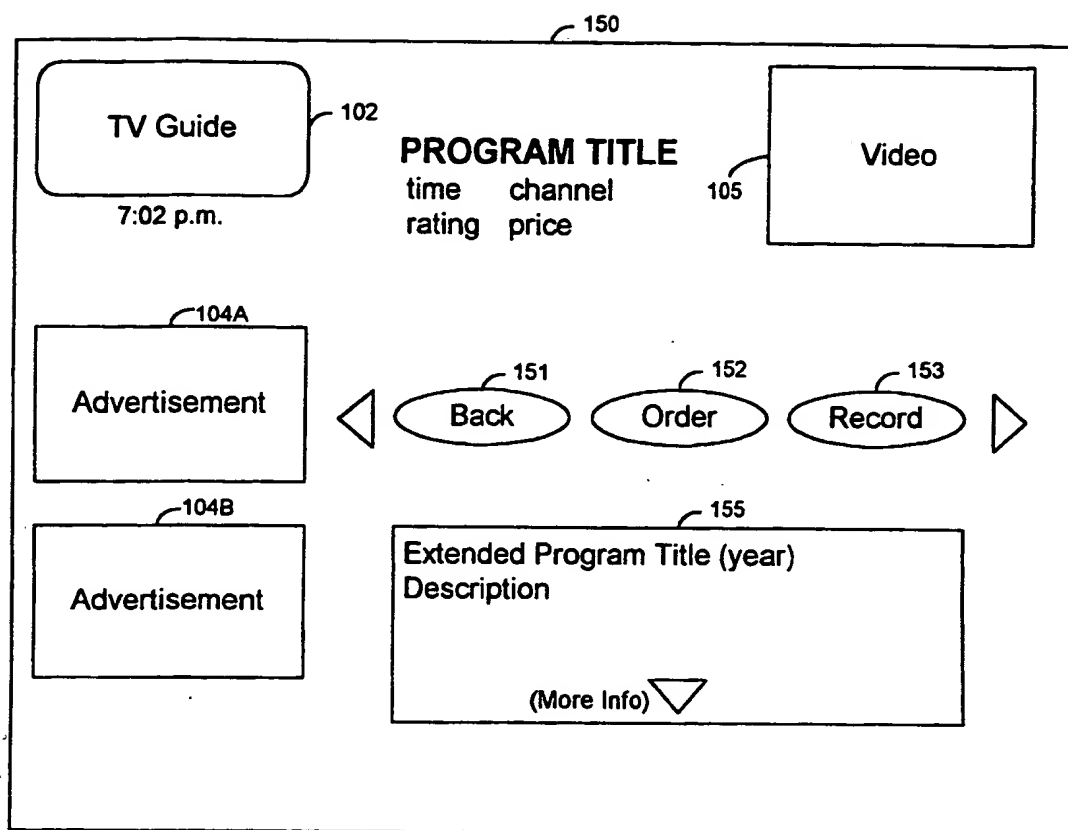 150
TV Guide
102
7:02 p.m.
PROGRAM TITLE
time channel
rating price
105
Video
104A
Advertisement
151
Back
152
Order
153
Record
104B
Advertisement
155
Extended Program Title (year)
Description
(More Info)